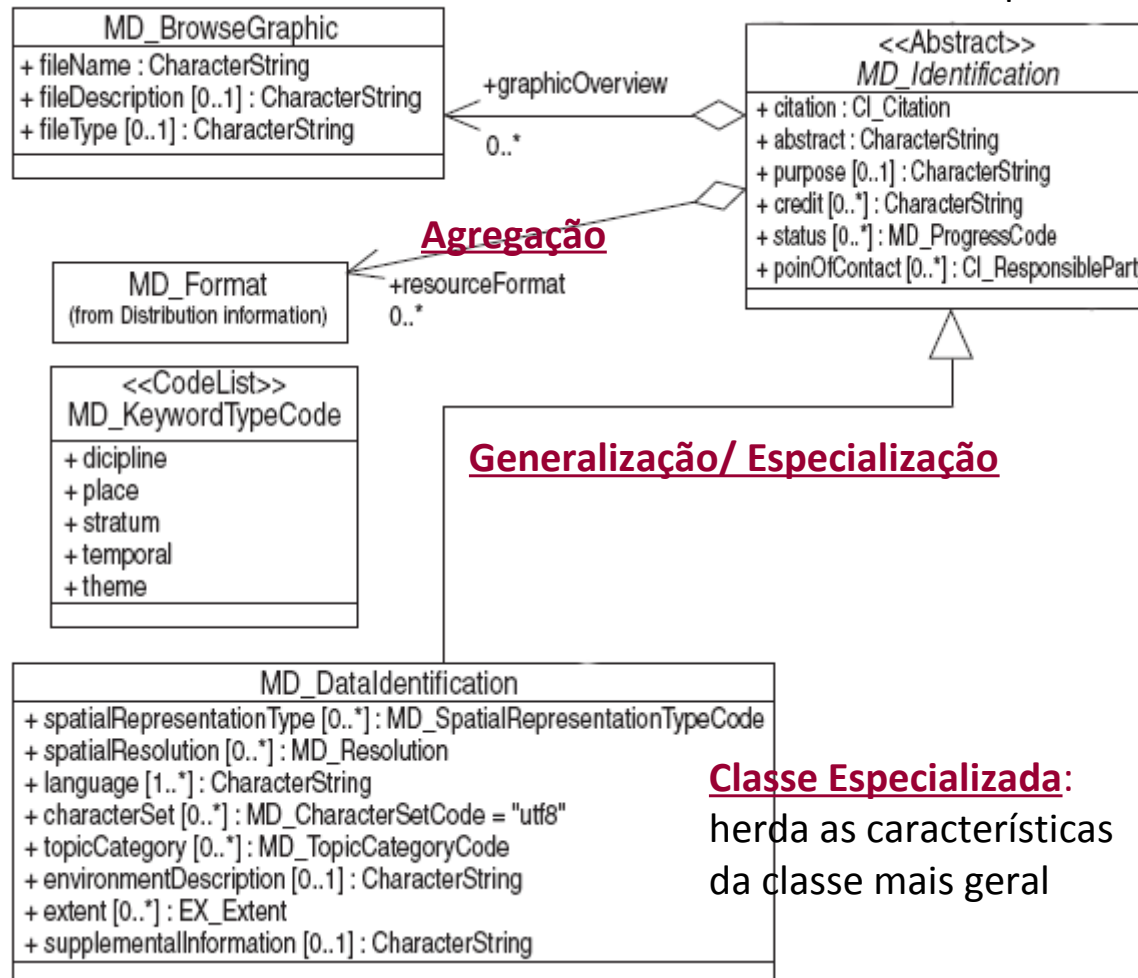 MD_BrowseGraphic
+ fileName : CharacterString
+ fileDescription [0..1] : CharacterString
+ fileType [0..1] : CharacterString
+graphicOverview
0..*
<<Abstract>>
MD_Identification
+ citation : CI_Citation
+ abstract : CharacterString
+ purpose [0..1] : CharacterString
+ credit [0..*] : CharacterString
+ status [0..*] : MD_ProgressCode
+ poinOfContact [0..*] : CI_ResponsiblePart
Agregação
MD_Format
(from Distribution information)
+resourceFormat
0..*
<<CodeList>>
MD_KeywordTypeCode
+ dicipline
+ place
+ stratum
+ temporal
+ theme
Generalização/ Especialização
MD_DataIdentification
+ spatialRepresentationType [0..*] : MD_SpatialRepresentationTypeCode
+ spatialResolution [0..*] : MD_Resolution
+ language [1..*] : CharacterString
+ characterSet [0..*] : MD_CharacterSetCode = "utf8"
+ topicCategory [0..*] : MD_TopicCategoryCode
+ environmentDescription [0..1] : CharacterString
+ extent [0..*] : EX_Extent
+ supplementalInformation [0..1] : CharacterString
Classe Especializada:
herda as características
da classe mais geral